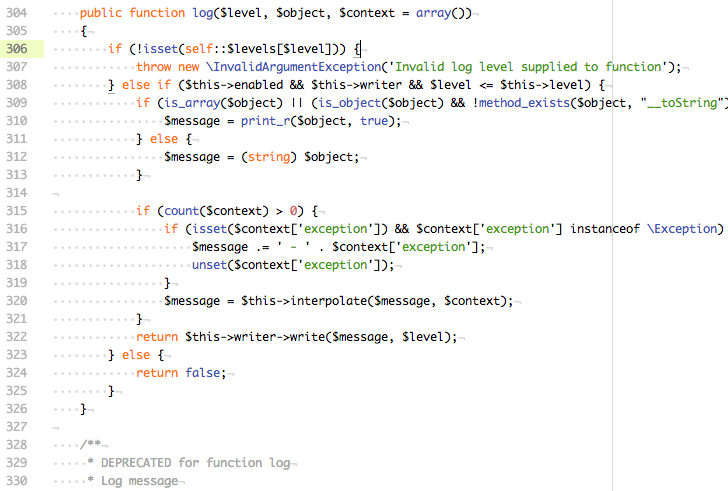 304 public function log($level, $object, $context = array())
305 {
306 if (!isset(self::$levels[$level])) {
307 throw new \InvalidArgumentException('Invalid log level supplied to function');
308 } else if ($this->enabled && $this->writer && $level <= $this->level) {
309 if (is_array($object) || (is_object($object) && !method_exists($object, "__toString")
310 $message = print_r($object, true);
311 } else {
312 $message = (string) $object;
313 }
314
315 if (count($context) > 0) {
316 if (isset($context['exception']) && $context['exception'] instanceof \Exception)
317 $message .= ' - ' . $context['exception'];
318 unset($context['exception']);
319 }
320 $message = $this->interpolate($message, $context);
321 }
322 return $this->writer->write($message, $level);
323 } else {
324 return false;
325 }
326 }
327
328 /**
329 * DEPRECATED for function log
330 * Log message